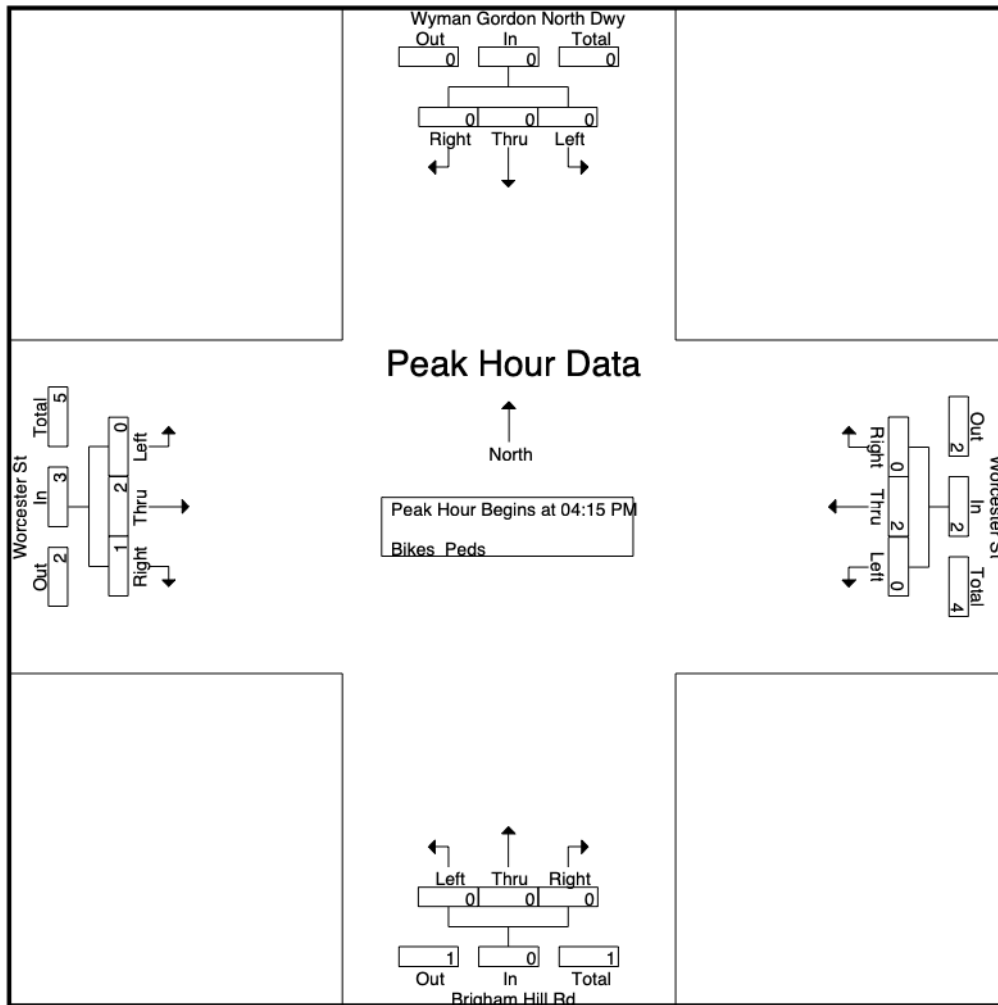 Wyman Gordon North Dwy
Out In Total
0 0 0
0 0 0
Right Thru Left
Peak Hour Data
North
Peak Hour Begins at 04:15 PM
Bikes Peds
Worcester St
Total In Out
5 3 2
0 2 1
Left Thru Right
Worcester St
Out In Total
2 2 4
0 2 0
Right Thru Left
Left Thru Right
0 0 0
1 0 1
Out In Total
Brigham Hill Rd